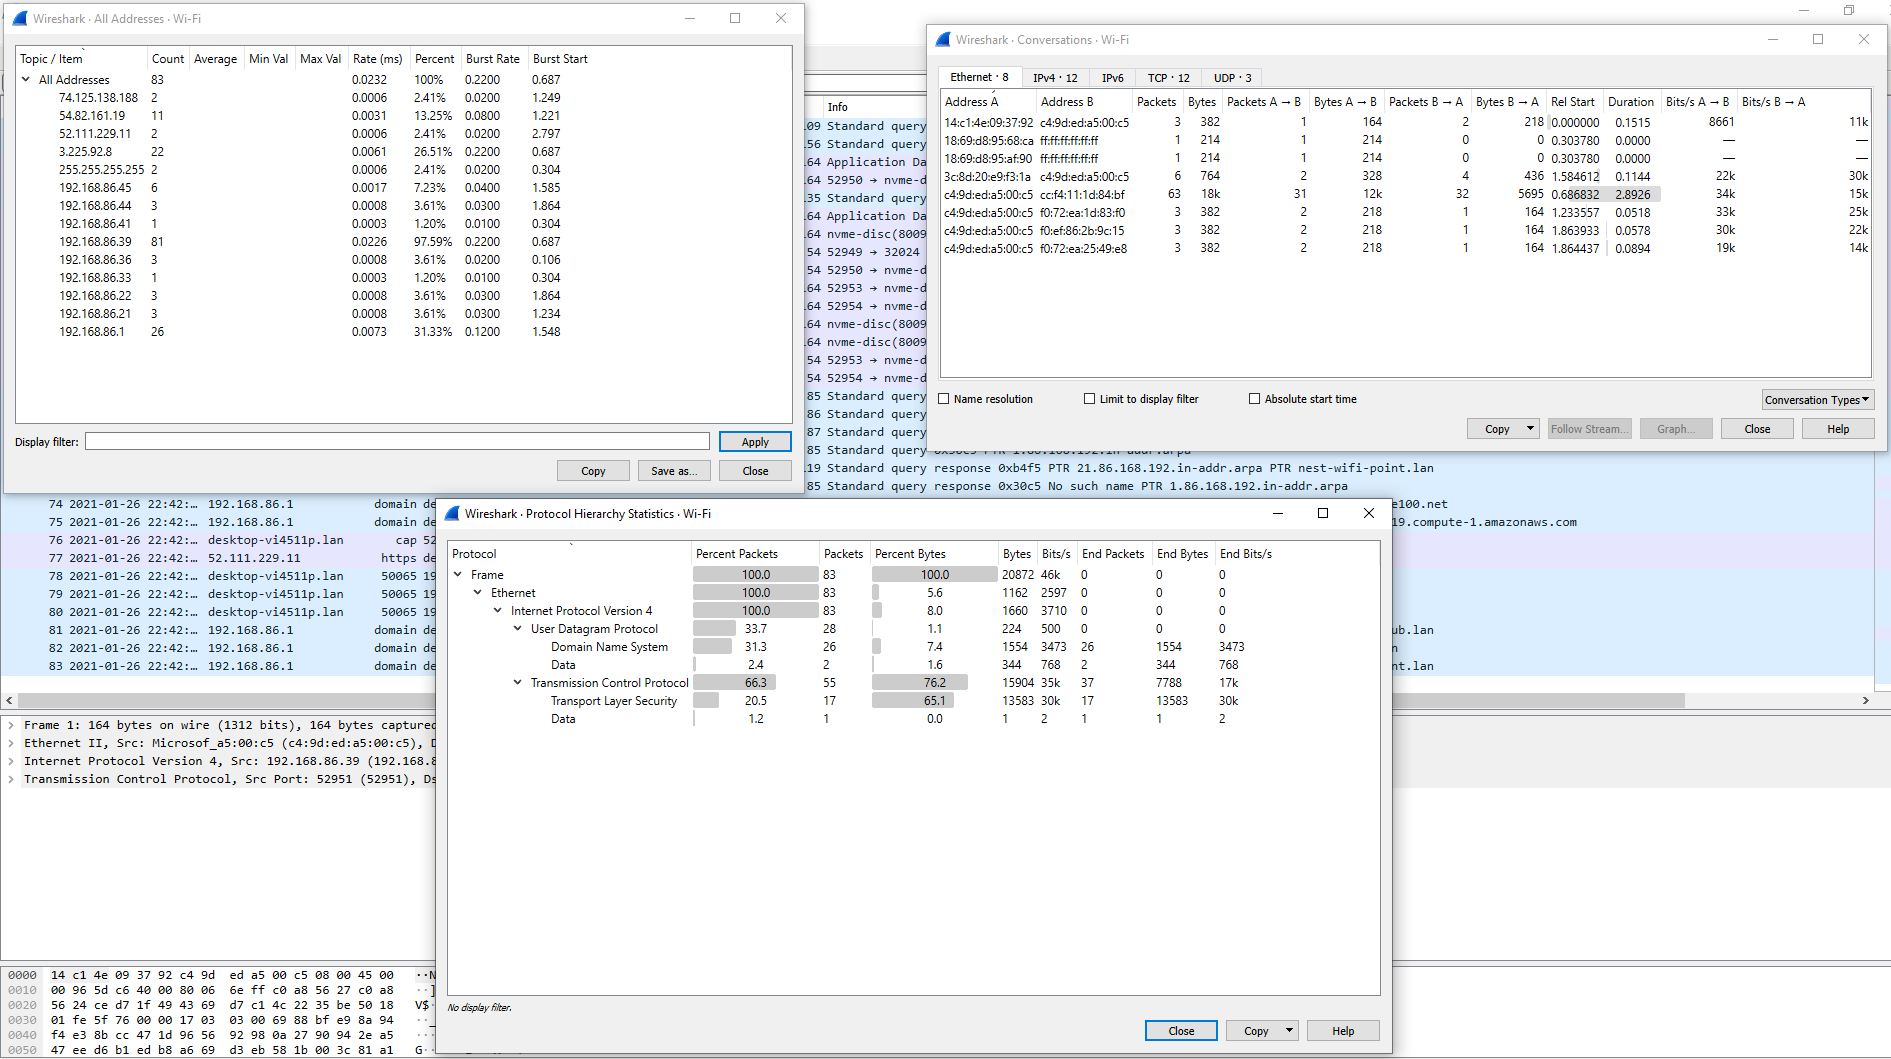 Wireshark · All Addresses · Wi-Fi
Topic / Item Count Average Min Val Max Val Rate (ms) Percent Burst Rate Burst Start
All Addresses 83 0.0232 100% 0.2200 0.687
74.125.138.188 2 0.0006 2.41% 0.0200 1.249
54.82.161.19 11 0.0031 13.25% 0.0800 1.221
52.111.229.11 2 0.0006 2.41% 0.0200 2.797
3.225.92.8 22 0.0061 26.51% 0.2200 0.687
255.255.255.255 2 0.0006 2.41% 0.0200 0.304
192.168.86.45 6 0.0017 7.23% 0.0400 1.585
192.168.86.44 3 0.0008 3.61% 0.0300 1.864
192.168.86.41 1 0.0003 1.20% 0.0100 0.304
192.168.86.39 81 0.0226 97.59% 0.2200 0.687
192.168.86.36 3 0.0008 3.61% 0.0200 0.106
192.168.86.33 1 0.0003 1.20% 0.0100 0.304
192.168.86.22 3 0.0008 3.61% 0.0300 1.864
192.168.86.21 3 0.0008 3.61% 0.0300 1.234
192.168.86.1 26 0.0073 31.33% 0.1200 1.548
Display filter: Apply
Copy Save as... Close
Info
09 Standard query
56 Standard query
64 Application Da
64 52950 → nvme-d
35 Standard query
64 Application Da
64 nvme-disc(8009
54 52949 → 32024
54 52950 → nvme-d
64 52953 → nvme-d
64 52954 → nvme-d
64 nvme-disc(8009
64 nvme-disc(8009
54 52953 → nvme-d
54 52954 → nvme-d
85 Standard query
86 Standard query
87 Standard query
85 Standard query 0x30c5 PTR 1.86.168.192.in-addr.arpa
19 Standard query response 0xb4f5 PTR 21.86.168.192.in-addr.arpa PTR nest-wifi-point.lan
85 Standard query response 0x30c5 No such name PTR 1.86.168.192.in-addr.arpa
Wireshark · Conversations · Wi-Fi
Ethernet · 8 IPv4 · 12 IPv6 TCP · 12 UDP · 3
Address A Address B Packets Bytes Packets A → B Bytes A → B Packets B → A Bytes B → A Rel Start Duration Bits/s A → B Bits/s B → A
14:c1:4e:09:37:92 c4:9d:ed:a5:00:c5 3 382 1 164 2 218 0.000000 0.1515 8661 11k
18:69:d8:95:68:ca ff:ff:ff:ff:ff:ff 1 214 1 214 0 0 0.303780 0.0000 — —
18:69:d8:95:af:90 ff:ff:ff:ff:ff:ff 1 214 1 214 0 0 0.303780 0.0000 — —
3c:8d:20:e9:f3:1a c4:9d:ed:a5:00:c5 6 764 2 328 4 436 1.584612 0.1144 22k 30k
c4:9d:ed:a5:00:c5 cc:f4:11:1d:84:bf 63 18k 31 12k 32 5695 0.686832 2.8926 34k 15k
c4:9d:ed:a5:00:c5 f0:72:ea:1d:83:f0 3 382 2 218 1 164 1.233557 0.0518 33k 25k
c4:9d:ed:a5:00:c5 f0:ef:86:2b:9c:15 3 382 2 218 1 164 1.863933 0.0578 30k 22k
c4:9d:ed:a5:00:c5 f0:72:ea:25:49:e8 3 382 2 218 1 164 1.864437 0.0894 19k 14k
Name resolution Limit to display filter Absolute start time Conversation Types
Copy Follow Stream... Graph... Close Help
74 2021-01-26 22:42:… 192.168.86.1 domain de e100.net
75 2021-01-26 22:42:… 192.168.86.1 domain de 19.compute-1.amazonaws.com
76 2021-01-26 22:42:… desktop-vi4511p.lan cap 52
77 2021-01-26 22:42:… 52.111.229.11 https de
78 2021-01-26 22:42:… desktop-vi4511p.lan 50065 19
79 2021-01-26 22:42:… desktop-vi4511p.lan 50065 19
80 2021-01-26 22:42:… desktop-vi4511p.lan 50065 19
81 2021-01-26 22:42:… 192.168.86.1 domain de ub.lan
82 2021-01-26 22:42:… 192.168.86.1 domain de n
83 2021-01-26 22:42:… 192.168.86.1 domain de nt.lan
Wireshark · Protocol Hierarchy Statistics · Wi-Fi
Protocol Percent Packets Packets Percent Bytes Bytes Bits/s End Packets End Bytes End Bits/s
Frame 100.0 83 100.0 20872 46k 0 0 0
Ethernet 100.0 83 5.6 1162 2597 0 0 0
Internet Protocol Version 4 100.0 83 8.0 1660 3710 0 0 0
User Datagram Protocol 33.7 28 1.1 224 500 0 0 0
Domain Name System 31.3 26 7.4 1554 3473 26 1554 3473
Data 2.4 2 1.6 344 768 2 344 768
Transmission Control Protocol 66.3 55 76.2 15904 35k 37 7788 17k
Transport Layer Security 20.5 17 65.1 13583 30k 17 13583 30k
Data 1.2 1 0.0 1 2 1 1 2
No display filter.
Close Copy Help
Frame 1: 164 bytes on wire (1312 bits), 164 bytes captured
Ethernet II, Src: Microsof_a5:00:c5 (c4:9d:ed:a5:00:c5), D
Internet Protocol Version 4, Src: 192.168.86.39 (192.168.8
Transmission Control Protocol, Src Port: 52951 (52951), Ds
0000 14 c1 4e 09 37 92 c4 9d ed a5 00 c5 08 00 45 00 ··N
0010 00 96 5d c6 40 00 80 06 6e ff c0 a8 56 27 c0 a8 ··]
0020 56 24 ce d7 1f 49 43 69 d7 c1 4c 22 35 be 50 18 V$·
0030 01 fe 5f 76 00 00 17 03 03 00 69 88 bf e9 8a 94 ··_
0040 f4 e3 8b cc 47 1d 96 56 92 98 0a 27 90 94 2e a5 ···
0050 47 ee d6 b1 ed b8 a6 69 d3 eb 58 1b 00 3c 81 a1 G··